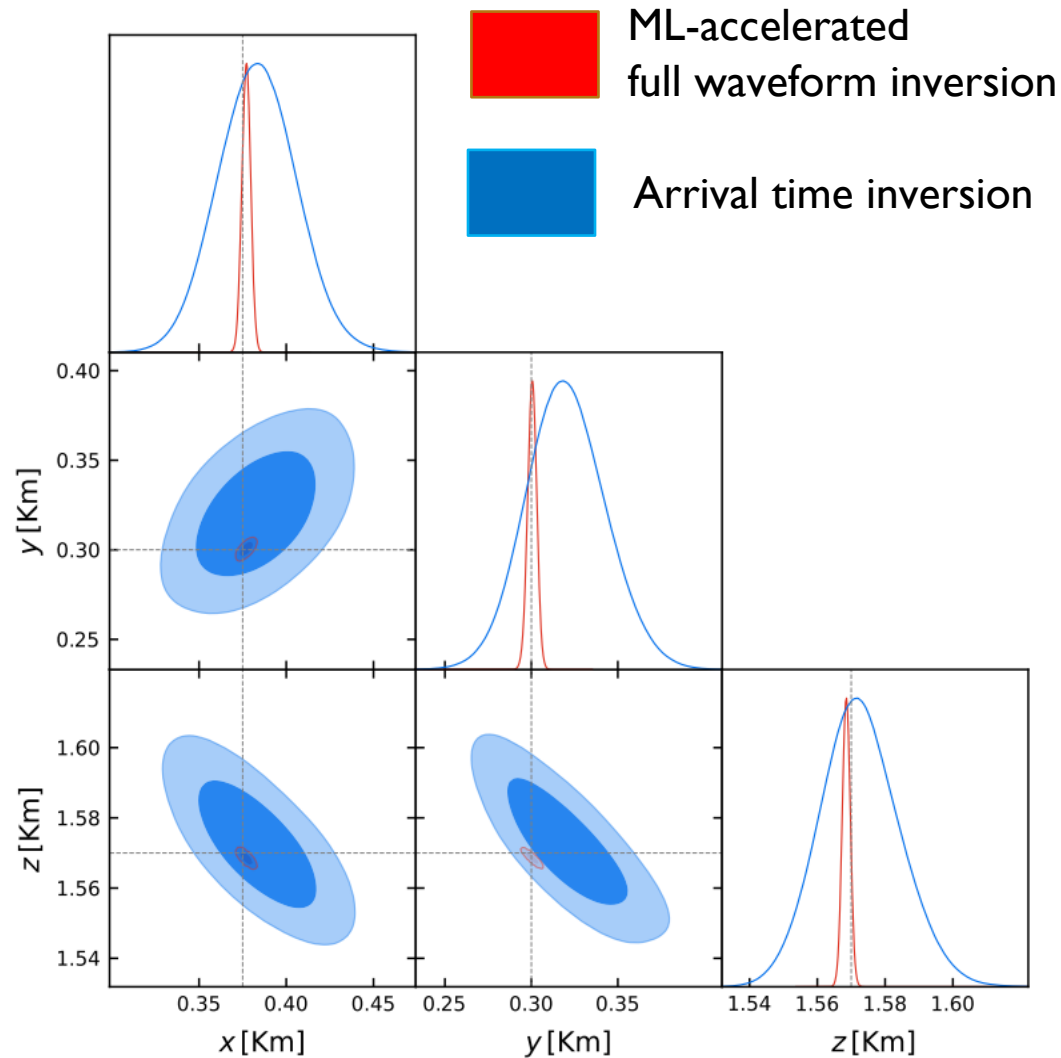 ML-accelerated
full waveform inversion
Arrival time inversion
0.40
0.35
0.30
0.25
y [Km]
1.60
1.58
1.56
1.54
z [Km]
0.35 0.40 0.45
0.25 0.30 0.35
1.54 1.56 1.58 1.60
x [Km]
y [Km]
z [Km]